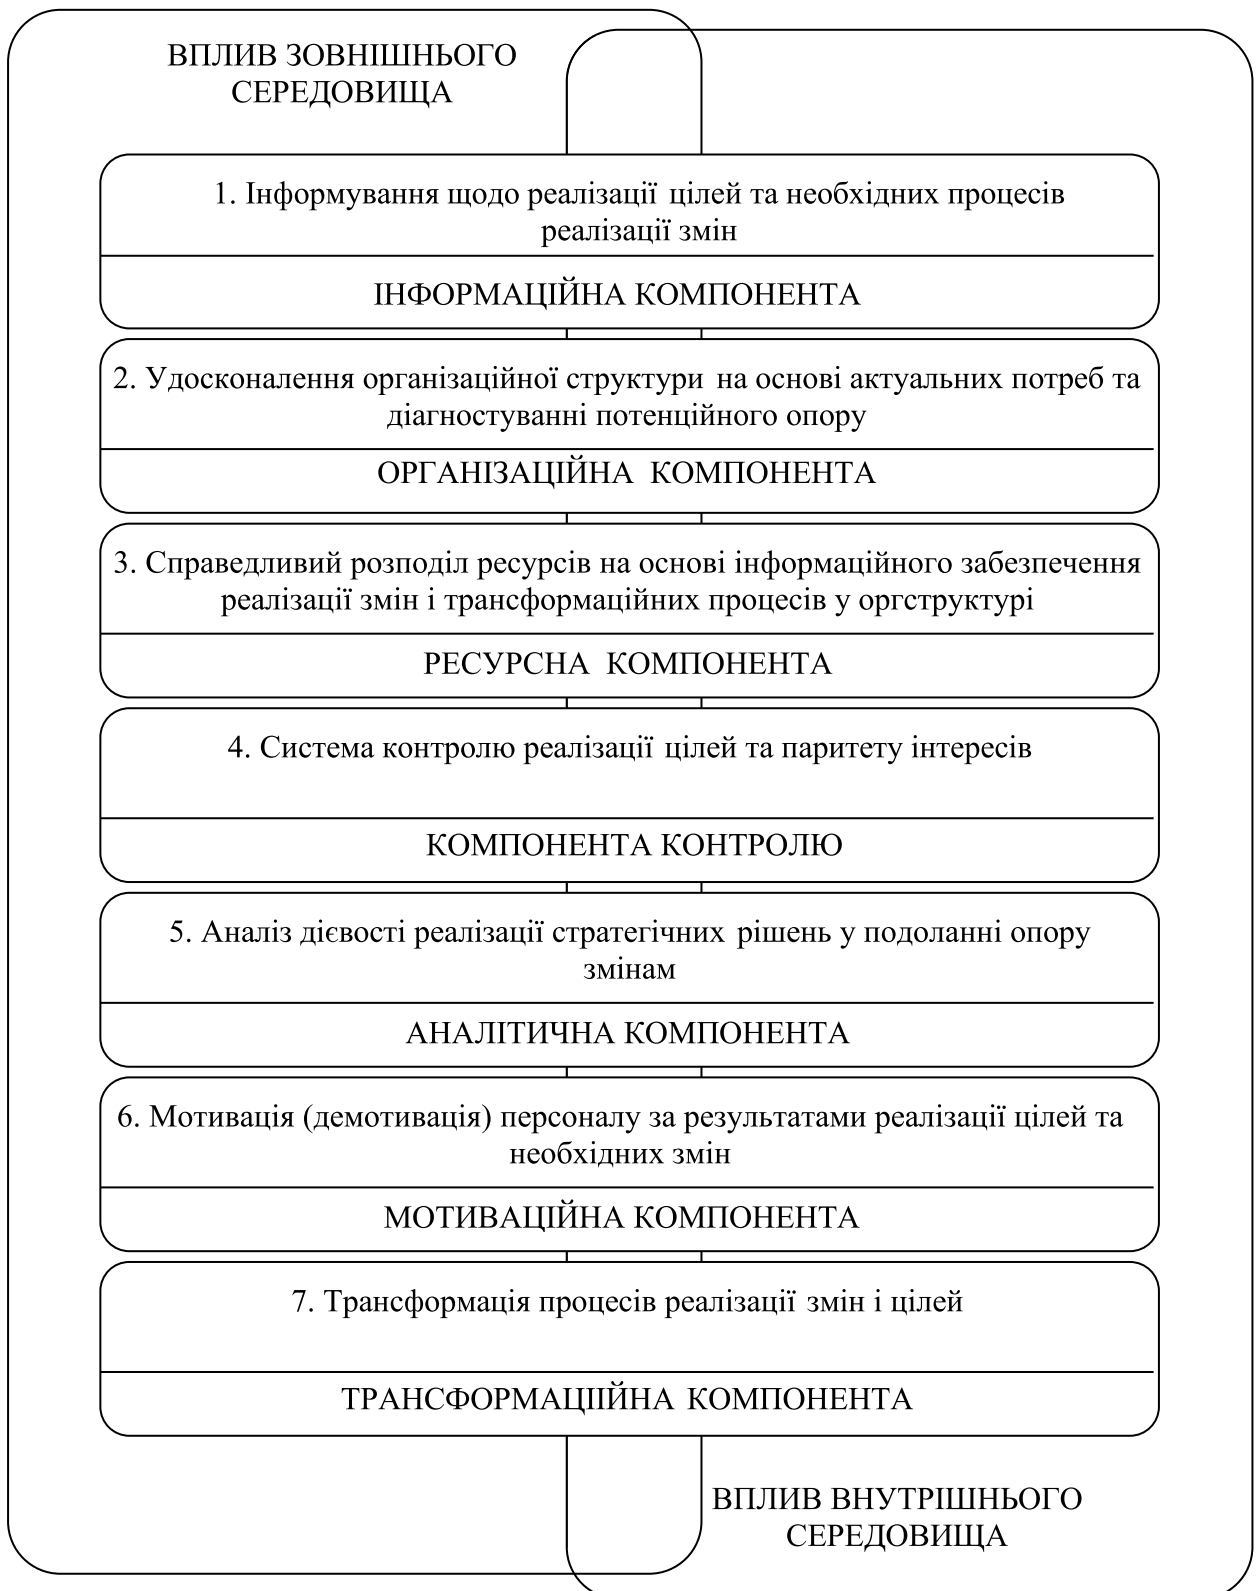 ВПЛИВ ЗОВНІШНЬОГО
СЕРЕДОВИЩА
1. Інформування щодо реалізації цілей та необхідних процесів
реалізації змін
ІНФОРМАЦІЙНА КОМПОНЕНТА
2. Удосконалення організаційної структури на основі актуальних потреб та
діагностуванні потенційного опору
ОРГАНІЗАЦІЙНА КОМПОНЕНТА
3. Справедливий розподіл ресурсів на основі інформаційного забезпечення
реалізації змін і трансформаційних процесів у оргструктурі
РЕСУРСНА КОМПОНЕНТА
4. Система контролю реалізації цілей та паритету інтересів
КОМПОНЕНТА КОНТРОЛЮ
5. Аналіз дієвості реалізації стратегічних рішень у подоланні опору
змінам
АНАЛІТИЧНА КОМПОНЕНТА
6. Мотивація (демотивація) персоналу за результатами реалізації цілей та
необхідних змін
МОТИВАЦІЙНА КОМПОНЕНТА
7. Трансформація процесів реалізації змін і цілей
ТРАНСФОРМАЦІІЙНА КОМПОНЕНТА
ВПЛИВ ВНУТРІШНЬОГО
СЕРЕДОВИЩА